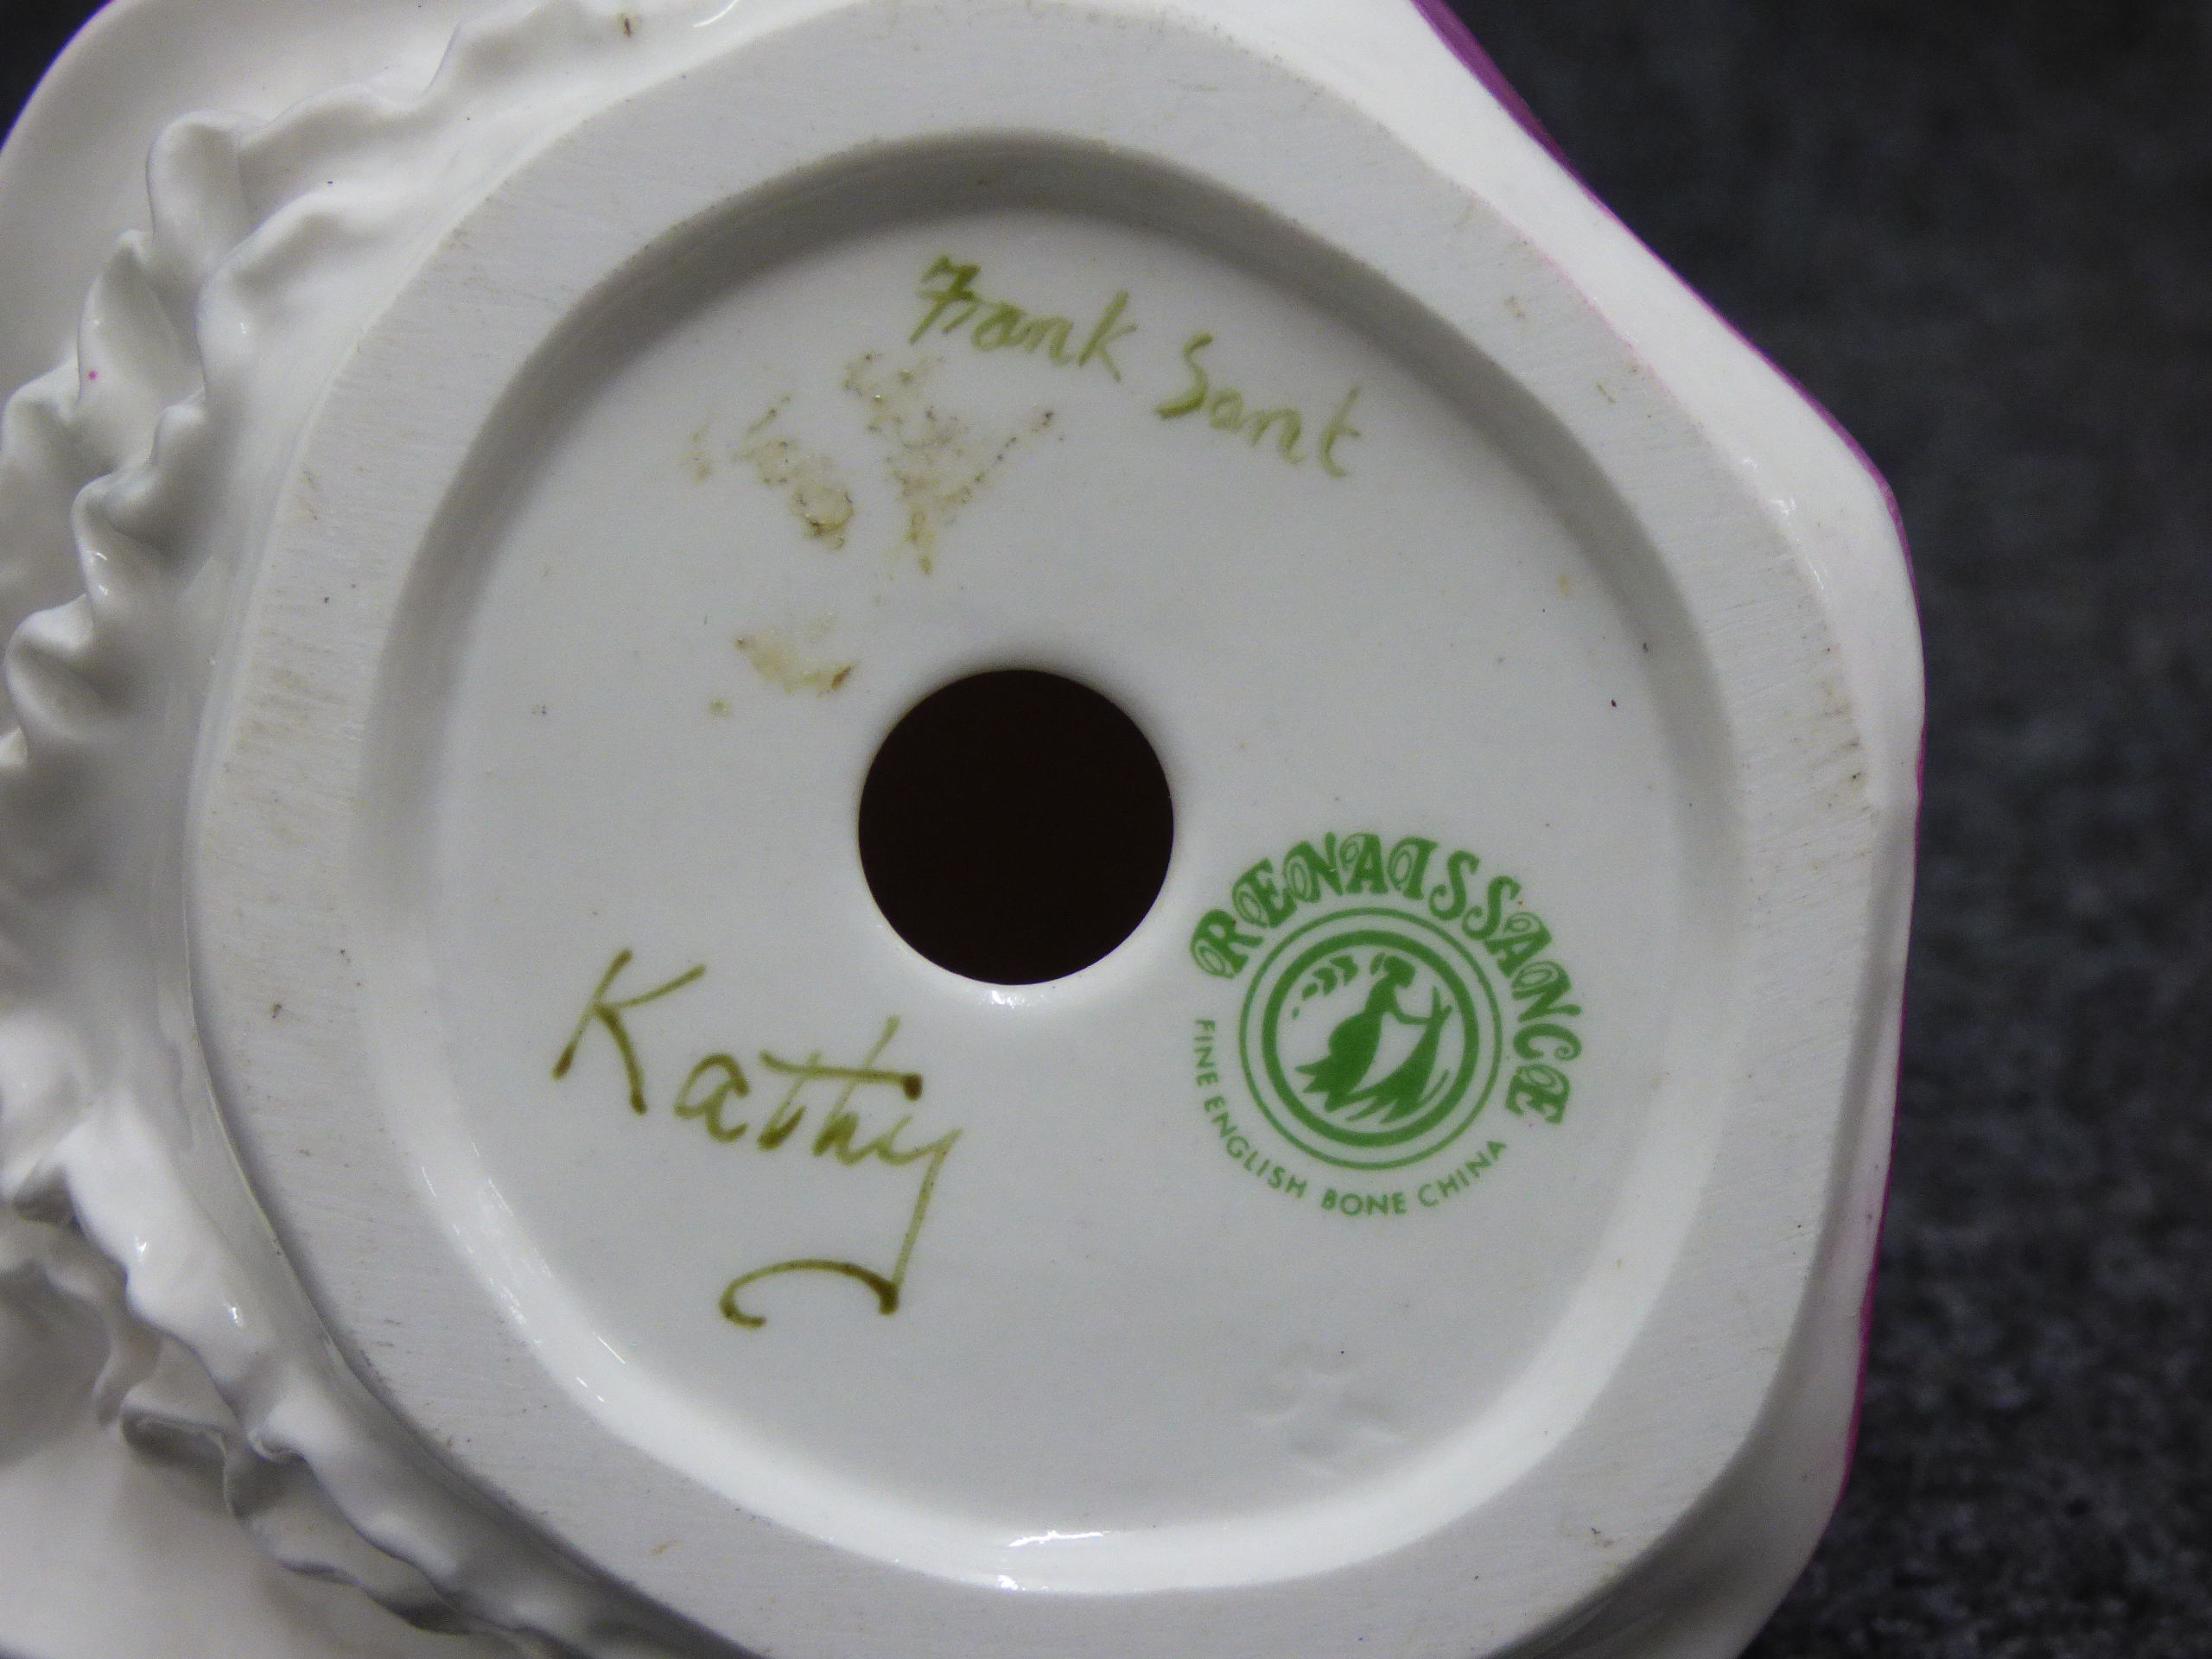 Frank Sant
Kathy
RENAISSANCE
FINE ENGLISH BONE CHINA